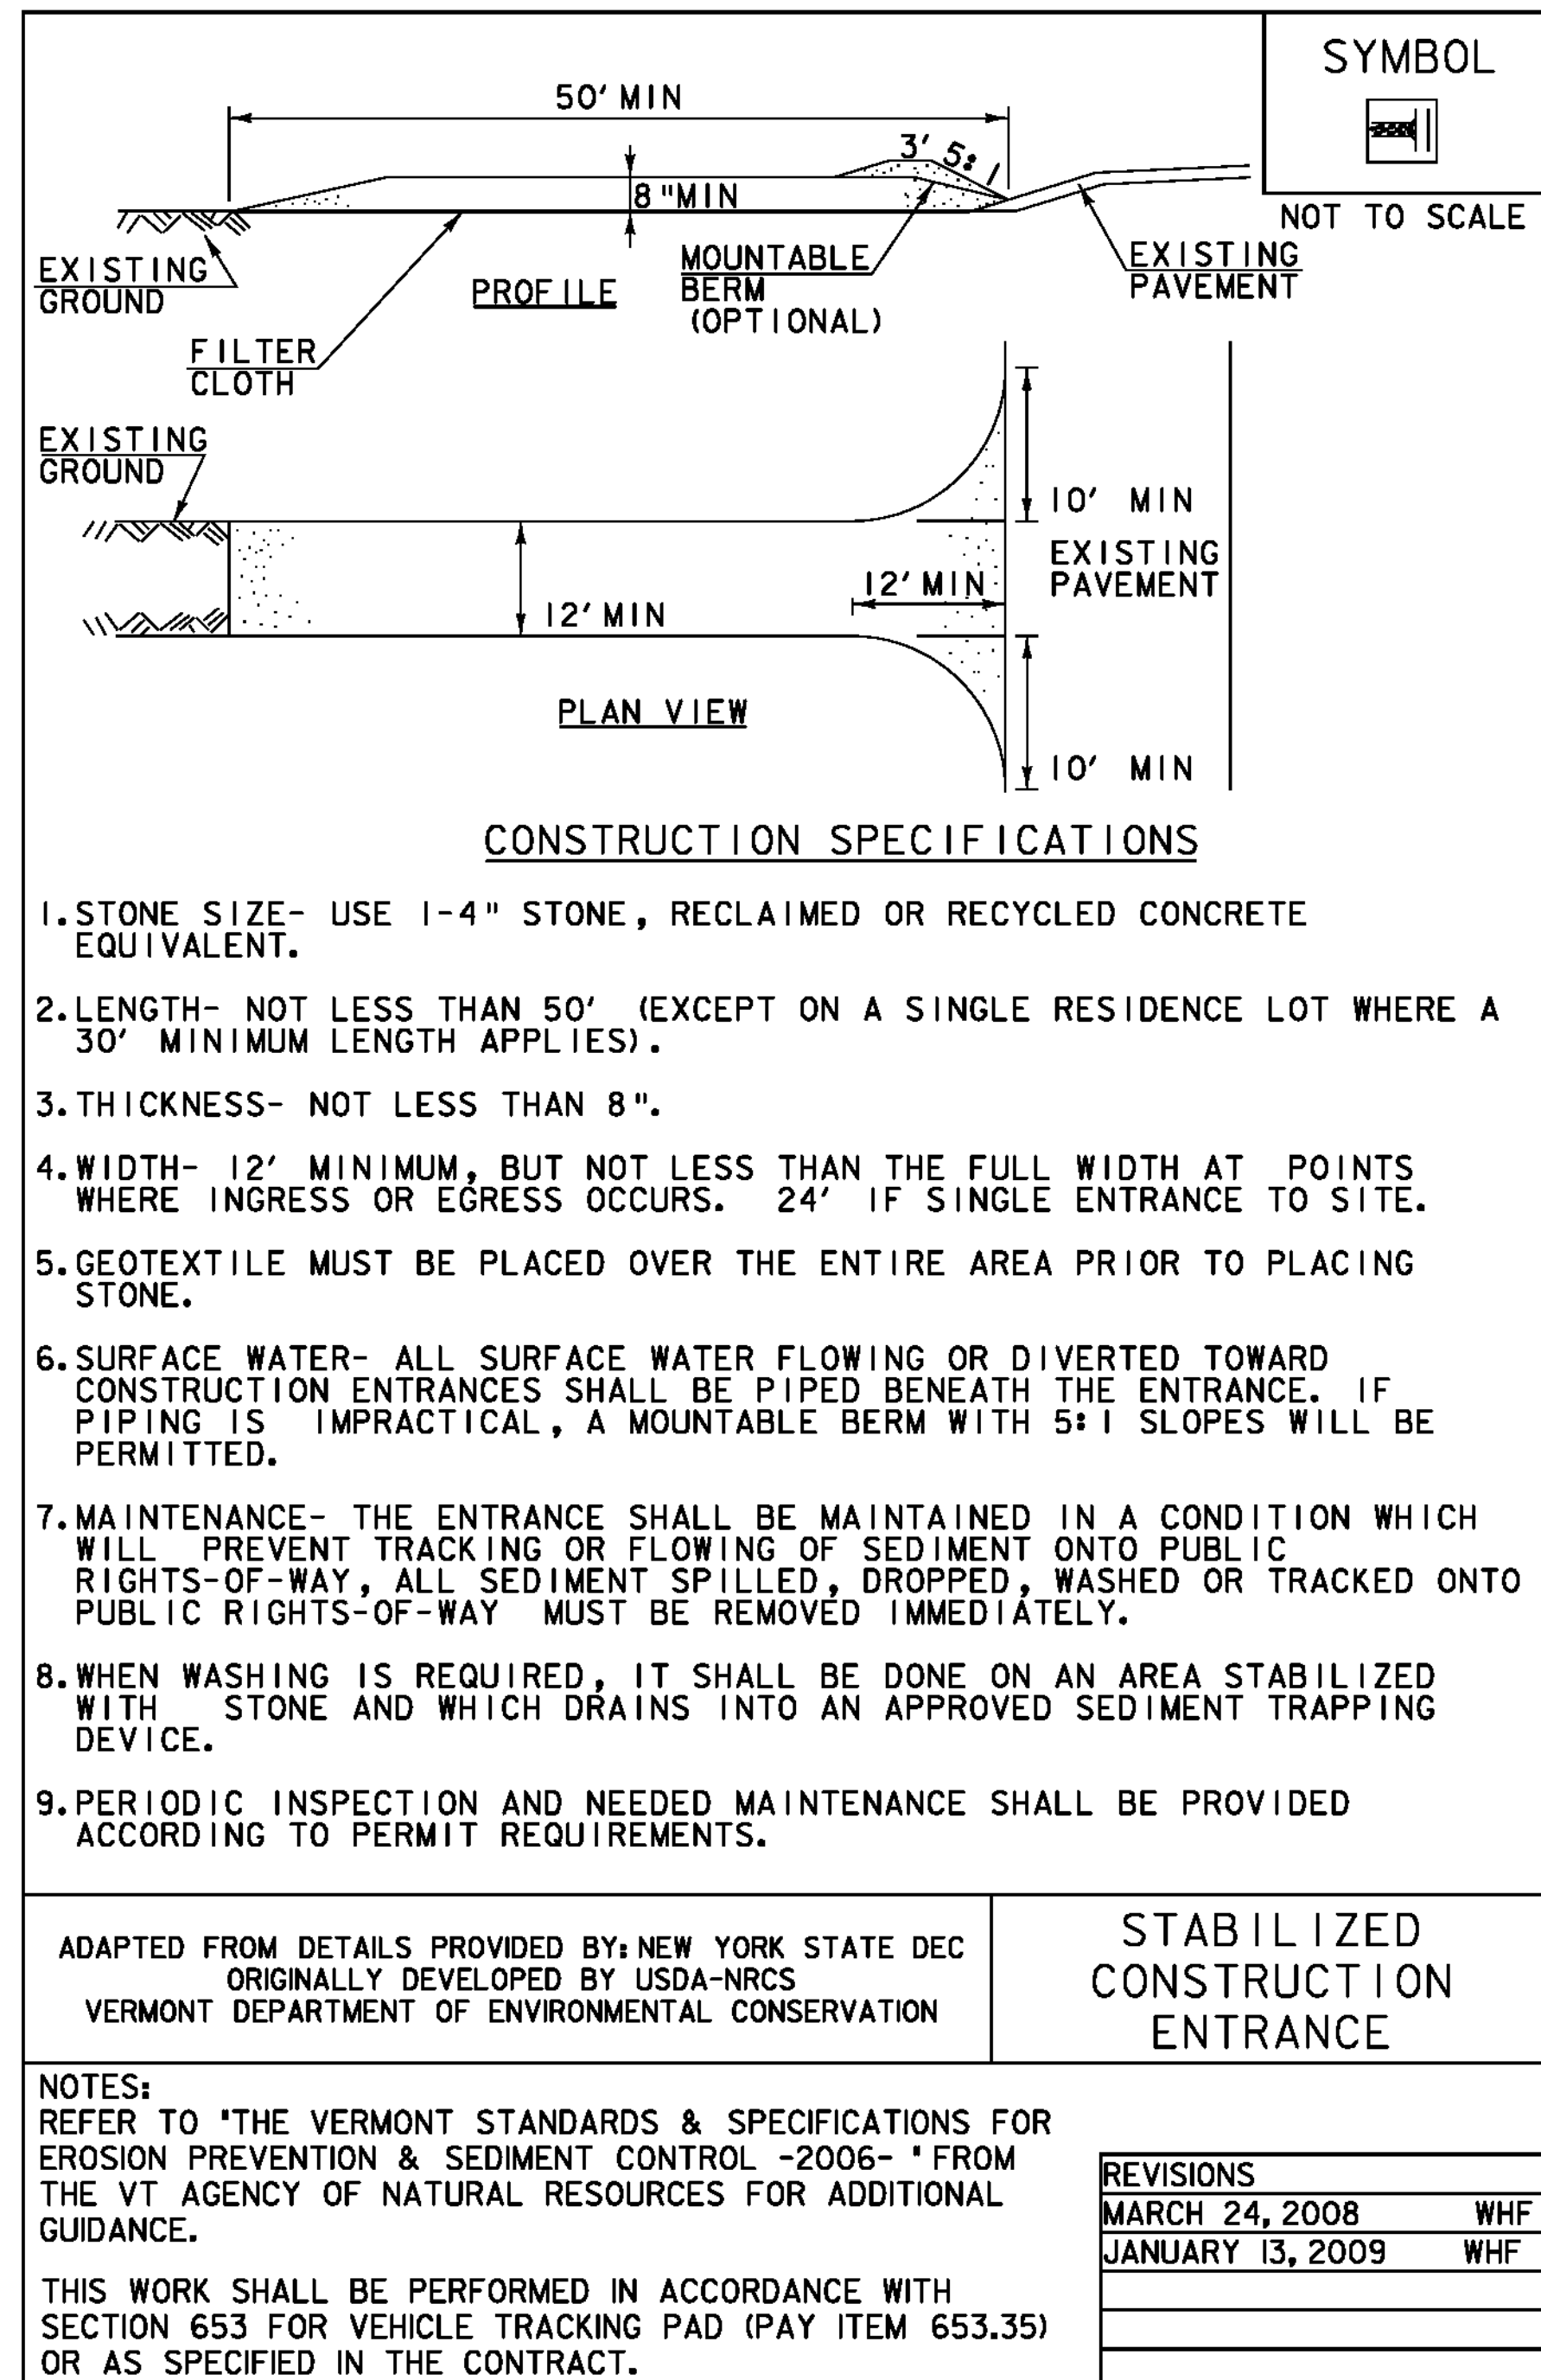 SYMBOL
50' MIN
3' 5:1
8"MIN
NOT TO SCALE
EXISTING
GROUND
PROFILE
MOUNTABLE
BERM
(OPTIONAL)
EXISTING
PAVEMENT
FILTER
CLOTH
EXISTING
GROUND
10' MIN
EXISTING
PAVEMENT
12' MIN
12' MIN
PLAN VIEW
10' MIN
CONSTRUCTION SPECIFICATIONS
1. STONE SIZE- USE 1-4" STONE, RECLAIMED OR RECYCLED CONCRETE
EQUIVALENT.
2. LENGTH- NOT LESS THAN 50' (EXCEPT ON A SINGLE RESIDENCE LOT WHERE A
30' MINIMUM LENGTH APPLIES).
3. THICKNESS- NOT LESS THAN 8".
4. WIDTH- 12' MINIMUM, BUT NOT LESS THAN THE FULL WIDTH AT POINTS
WHERE INGRESS OR EGRESS OCCURS. 24' IF SINGLE ENTRANCE TO SITE.
5. GEOTEXTILE MUST BE PLACED OVER THE ENTIRE AREA PRIOR TO PLACING
STONE.
6. SURFACE WATER- ALL SURFACE WATER FLOWING OR DIVERTED TOWARD
CONSTRUCTION ENTRANCES SHALL BE PIPED BENEATH THE ENTRANCE. IF
PIPING IS IMPRACTICAL, A MOUNTABLE BERM WITH 5:1 SLOPES WILL BE
PERMITTED.
7. MAINTENANCE- THE ENTRANCE SHALL BE MAINTAINED IN A CONDITION WHICH
WILL PREVENT TRACKING OR FLOWING OF SEDIMENT ONTO PUBLIC
RIGHTS-OF-WAY, ALL SEDIMENT SPILLED, DROPPED, WASHED OR TRACKED ONTO
PUBLIC RIGHTS-OF-WAY MUST BE REMOVED IMMEDIATELY.
8. WHEN WASHING IS REQUIRED, IT SHALL BE DONE ON AN AREA STABILIZED
WITH STONE AND WHICH DRAINS INTO AN APPROVED SEDIMENT TRAPPING
DEVICE.
9. PERIODIC INSPECTION AND NEEDED MAINTENANCE SHALL BE PROVIDED
ACCORDING TO PERMIT REQUIREMENTS.
ADAPTED FROM DETAILS PROVIDED BY: NEW YORK STATE DEC
ORIGINALLY DEVELOPED BY USDA-NRCS
VERMONT DEPARTMENT OF ENVIRONMENTAL CONSERVATION
STABILIZED
CONSTRUCTION
ENTRANCE
NOTES:
REFER TO "THE VERMONT STANDARDS & SPECIFICATIONS FOR
EROSION PREVENTION & SEDIMENT CONTROL -2006- " FROM
THE VT AGENCY OF NATURAL RESOURCES FOR ADDITIONAL
GUIDANCE.
THIS WORK SHALL BE PERFORMED IN ACCORDANCE WITH
SECTION 653 FOR VEHICLE TRACKING PAD (PAY ITEM 653.35)
OR AS SPECIFIED IN THE CONTRACT.
REVISIONS
MARCH 24, 2008 WHF
JANUARY 13, 2009 WHF